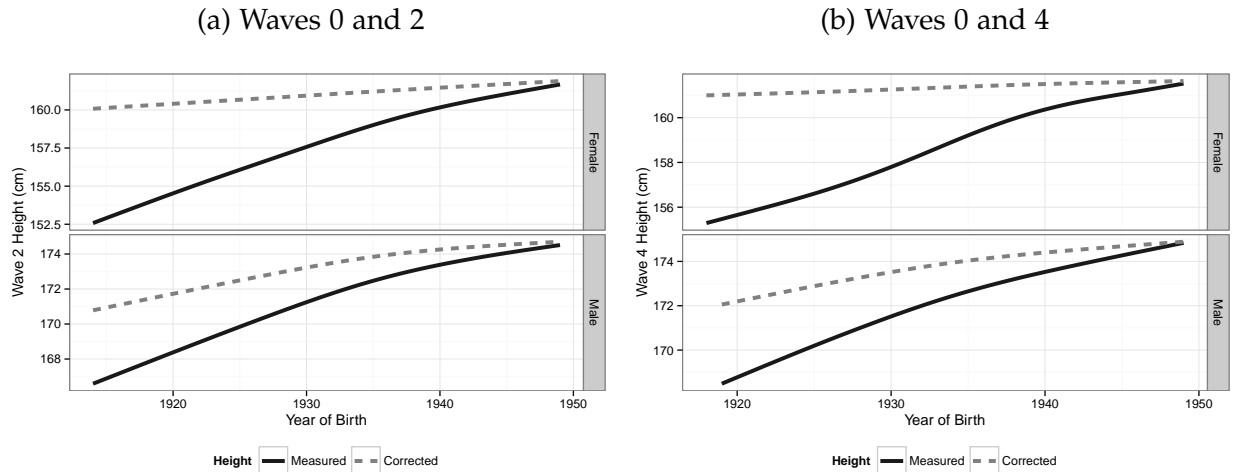 (a) Waves 0 and 2
160.0
157.5
155.0
152.5
174
172
170
168
Wave 2 Height (cm)
Female
Male
1920 1930 1940 1950
Year of Birth
Height Measured Corrected
(b) Waves 0 and 4
160
158
156
174
172
170
Wave 4 Height (cm)
Female
Male
1920 1930 1940 1950
Year of Birth
Height Measured Corrected